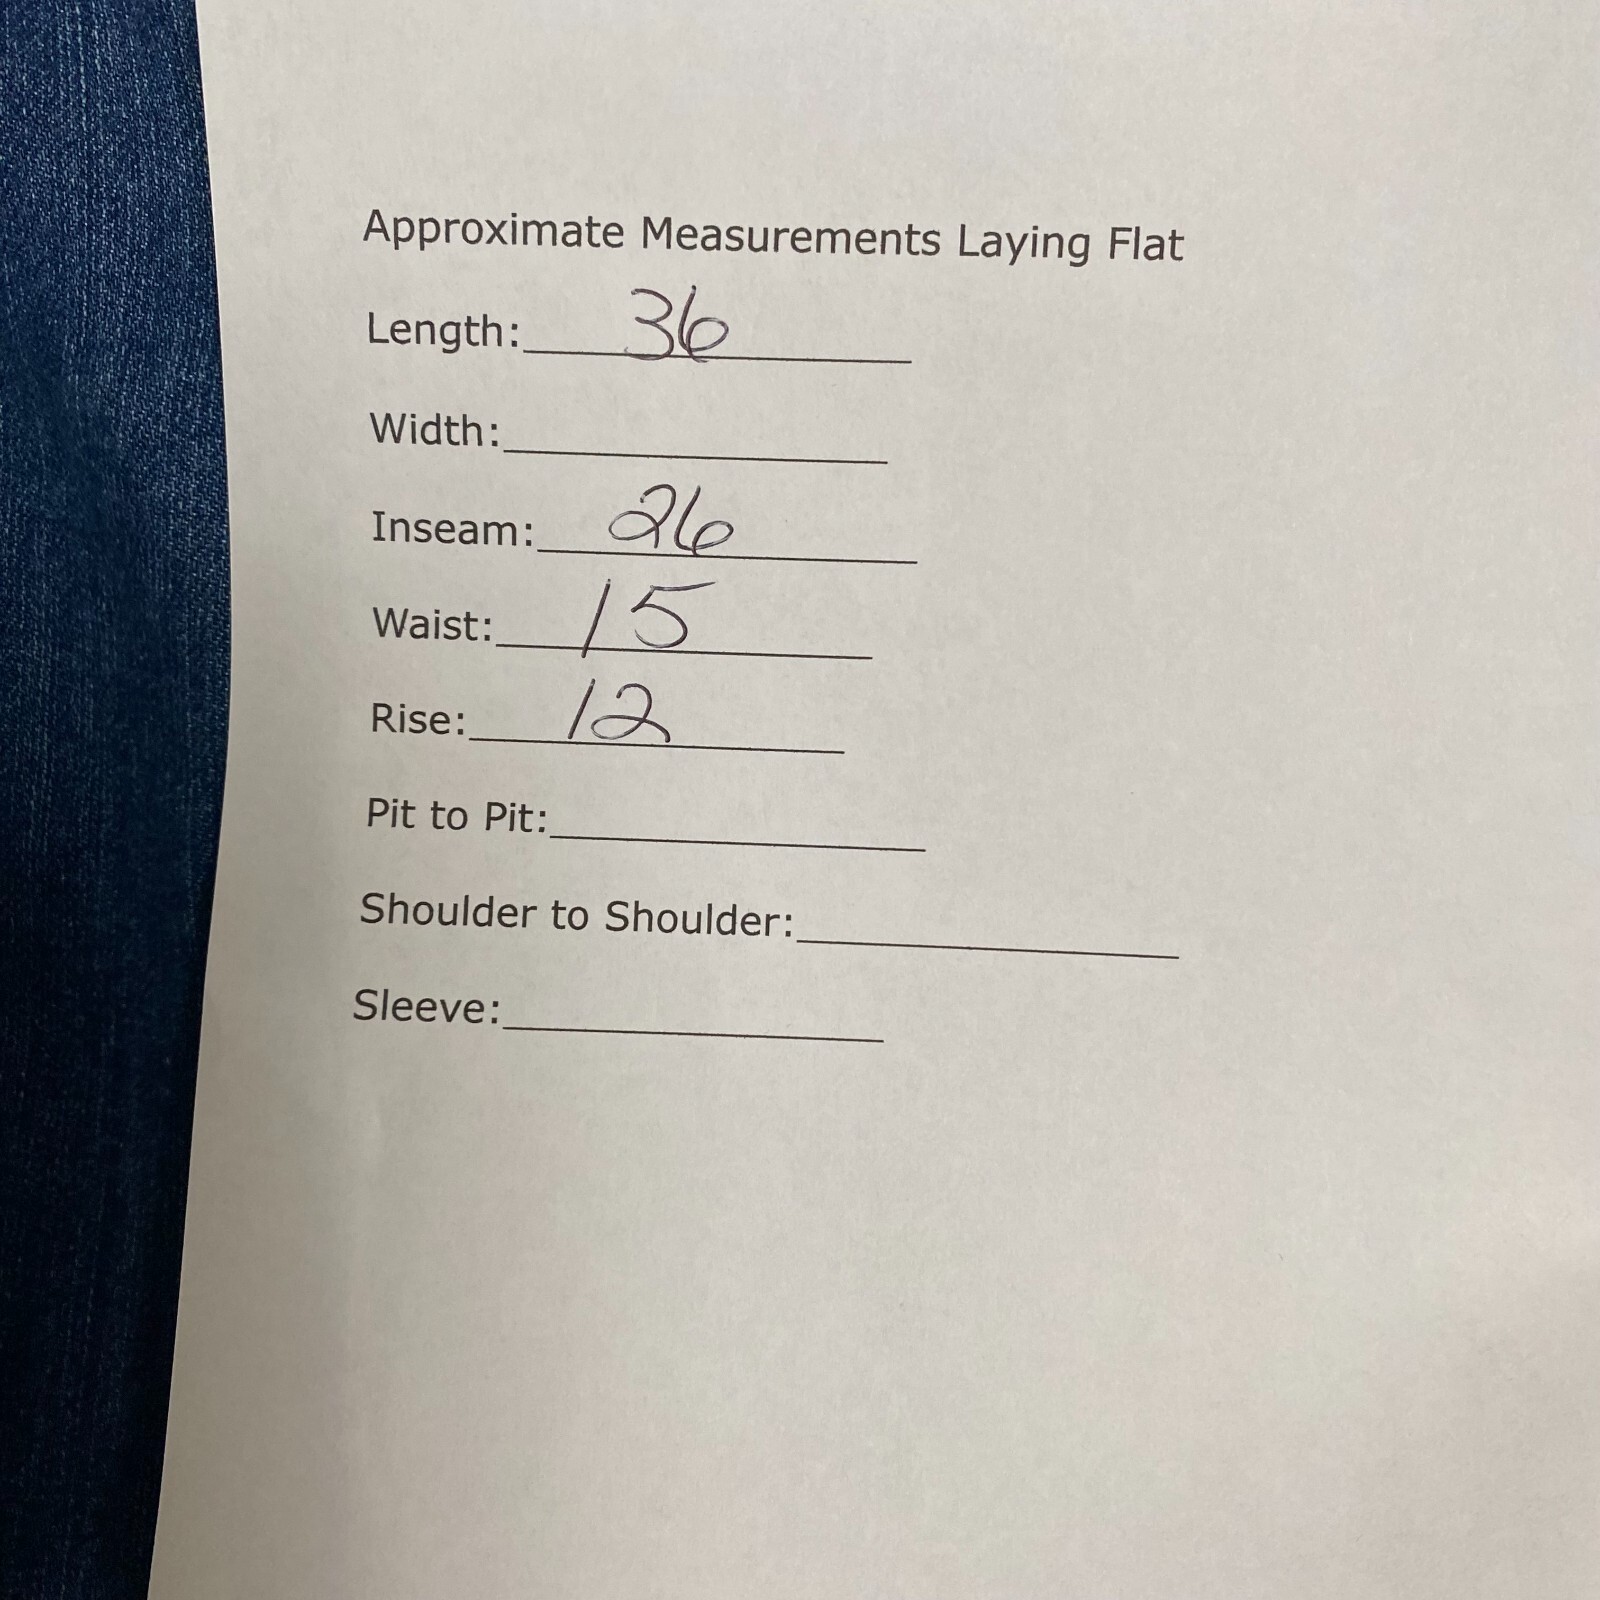 Approximate Measurements Laying Flat
Length: 36
Width:
Inseam: 26
Waist: 15
Rise: 12
Pit to Pit:
Shoulder to Shoulder:
Sleeve: